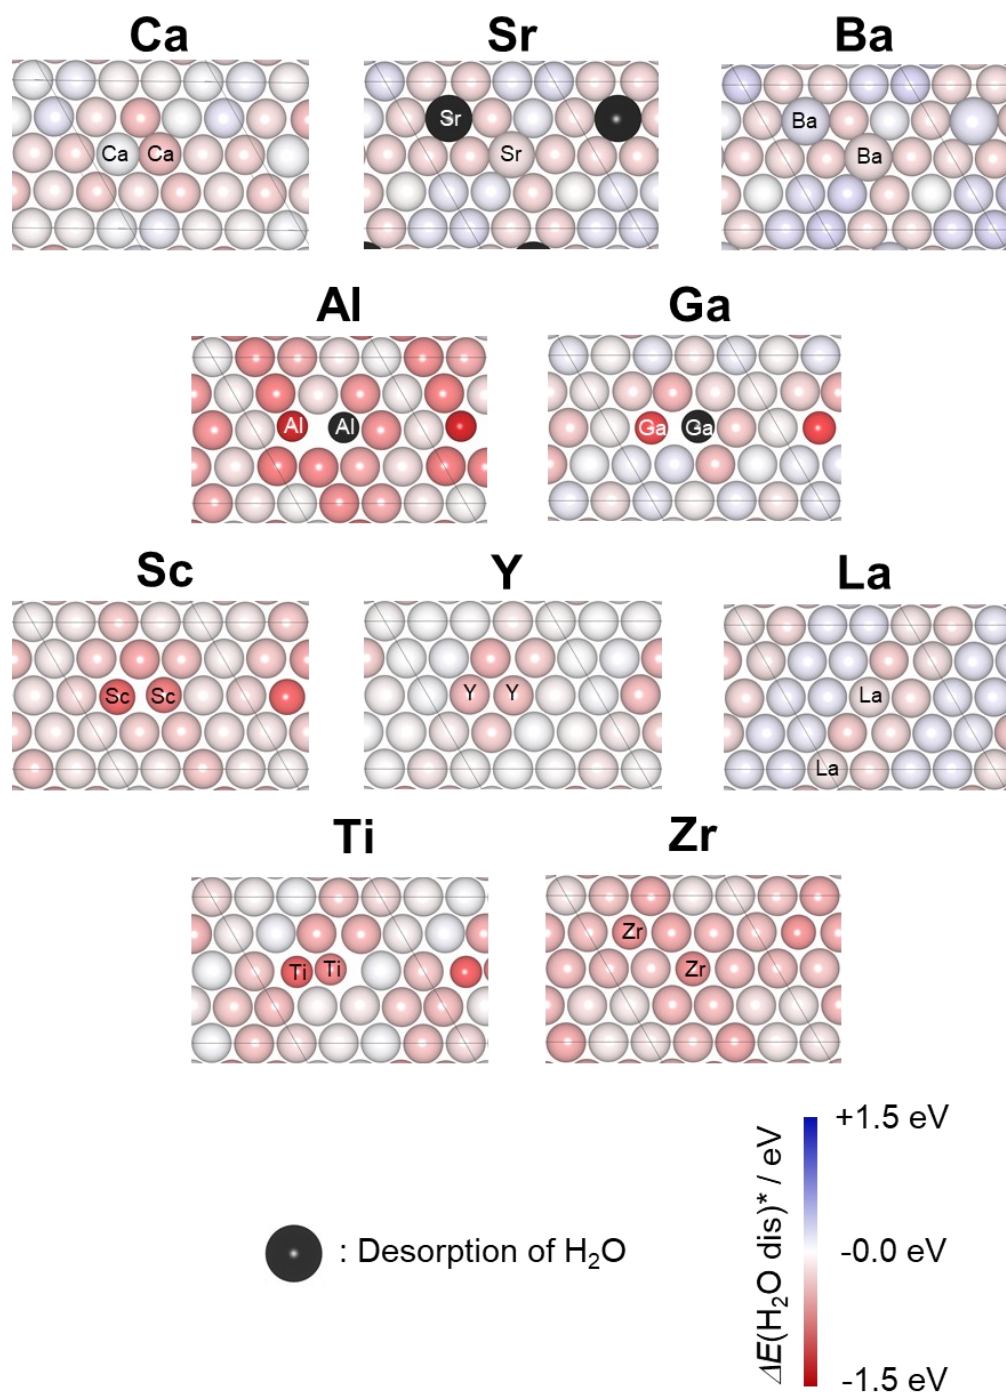 Ca Sr Ba
Sr
Ba
Ca Ca Sr Ba
Al Ga
Al Al Ga Ga
Sc Y La
Sc Sc Y Y La
La
Ti Zr
Zr
Ti Ti Zr
+1.5 eV
ΔE(H₂O dis)* / eV
: Desorption of H₂O
-0.0 eV
-1.5 eV